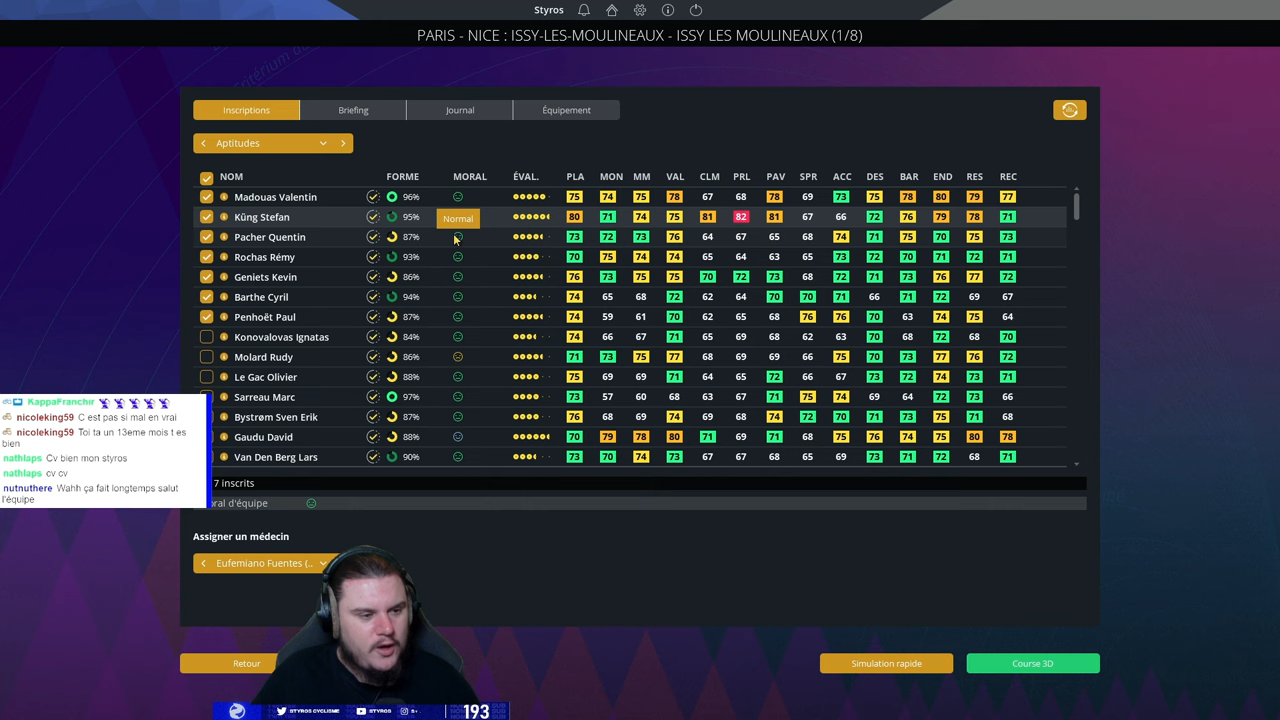 Styros
PARIS - NICE : ISSY-LES-MOULINEAUX - ISSY LES MOULINEAUX (1/8)
Inscriptions Briefing Journal Équipement
Aptitudes
NOM FORME MORAL ÉVAL. PLA MON MM VAL CLM PRL PAV SPR ACC DES BAR END RES REC
Madouas Valentin 96% 75 74 75 78 67 68 78 69 73 75 78 80 79 77
Küng Stefan 95% 80 71 74 75 81 82 81 67 66 72 76 79 78 71
Normal
Pacher Quentin 87% 73 72 73 76 64 67 65 68 74 71 75 70 75 73
Rochas Rémy 93% 70 75 74 74 65 64 63 65 73 72 70 71 72 71
Geniets Kevin 86% 76 73 75 75 70 72 73 68 72 71 73 76 77 72
Barthe Cyril 94% 74 65 68 72 62 64 70 70 71 66 71 72 69 67
Penhoët Paul 87% 74 59 61 70 62 65 68 76 76 70 63 74 75 64
Konovalovas Ignatas 84% 74 66 67 71 65 69 68 62 63 70 68 72 68 70
Molard Rudy 86% 71 73 75 77 68 69 69 66 75 70 73 77 76 72
Le Gac Olivier 88% 75 69 69 71 64 65 72 66 67 72 72 74 73 71
Sarreau Marc 97% 73 57 60 68 63 67 71 75 74 69 64 72 73 66
Bystrøm Sven Erik 87% 76 68 69 74 69 68 74 72 70 71 73 75 71 68
Gaudu David 88% 70 79 78 80 71 69 71 68 75 76 74 75 80 78
Van Den Berg Lars 90% 73 70 74 73 67 67 68 65 69 73 71 72 71 71
7 inscrits
oral d'équipe
Assigner un médecin
Eufemiano Fuentes (..
Retour Simulation rapide Course 3D
KappaFranchir
nicoleking59 C est pas si mal en vrai
nicoleking59 Toi ta un 13eme mois t es
bien
nathlaps Cv bien mon styros
nathlaps cv cv
nutnuthere Wahh ça fait longtemps salut
l'équipe
STYROS CYCLISME STYROS 193